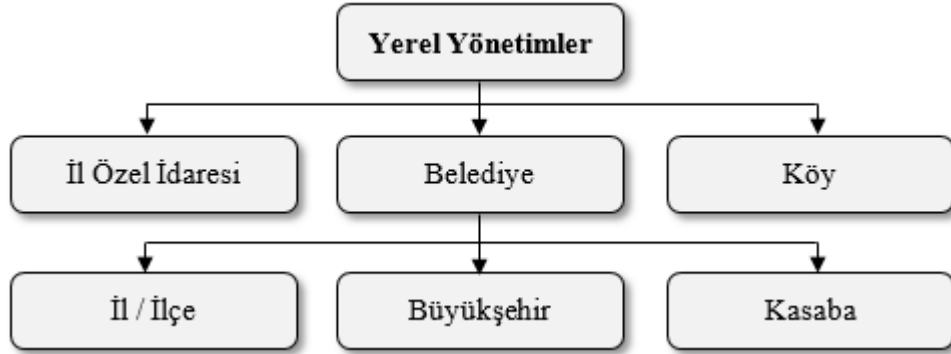 Yerel Yönetimler
İl Özel İdaresi
Belediye
Köy
İl / İlçe
Büyükşehir
Kasaba